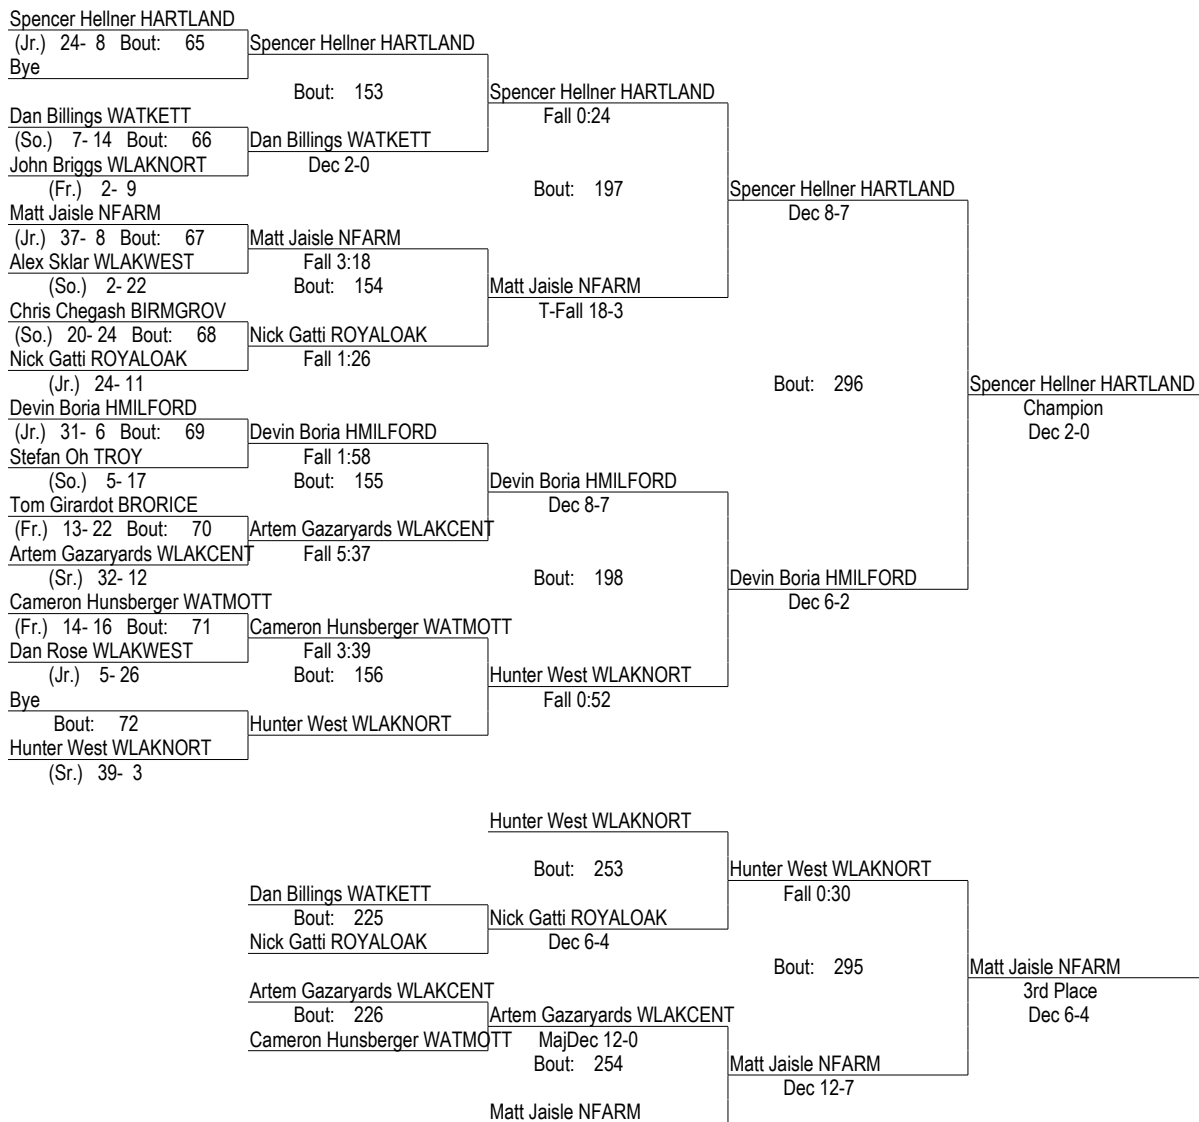 Spencer Hellner HARTLAND
(Jr.) 24- 8 Bout: 65 Spencer Hellner HARTLAND
Bye
Bout: 153 Spencer Hellner HARTLAND
Dan Billings WATKETT Fall 0:24
(So.) 7- 14 Bout: 66 Dan Billings WATKETT
John Briggs WLAKNORT Dec 2-0
(Fr.) 2- 9 Bout: 197 Spencer Hellner HARTLAND
Matt Jaisle NFARM Dec 8-7
(Jr.) 37- 8 Bout: 67 Matt Jaisle NFARM
Alex Sklar WLAKWEST Fall 3:18
(So.) 2- 22 Bout: 154 Matt Jaisle NFARM
Chris Chegash BIRMGROV T-Fall 18-3
(So.) 20- 24 Bout: 68 Nick Gatti ROYALOAK
Nick Gatti ROYALOAK Fall 1:26
(Jr.) 24- 11 Bout: 296 Spencer Hellner HARTLAND
Devin Boria HMILFORD Champion
(Jr.) 31- 6 Bout: 69 Devin Boria HMILFORD Dec 2-0
Stefan Oh TROY Fall 1:58
(So.) 5- 17 Bout: 155 Devin Boria HMILFORD
Tom Girardot BRORICE Dec 8-7
(Fr.) 13- 22 Bout: 70 Artem Gazaryards WLAKCENT
Artem Gazaryards WLAKCENT Fall 5:37
(Sr.) 32- 12 Bout: 198 Devin Boria HMILFORD
Cameron Hunsberger WATMOTT Dec 6-2
(Fr.) 14- 16 Bout: 71 Cameron Hunsberger WATMOTT
Dan Rose WLAKWEST Fall 3:39
(Jr.) 5- 26 Bout: 156 Hunter West WLAKNORT
Bye Fall 0:52
Bout: 72 Hunter West WLAKNORT
Hunter West WLAKNORT
(Sr.) 39- 3
Hunter West WLAKNORT
Bout: 253 Hunter West WLAKNORT
Dan Billings WATKETT Fall 0:30
Bout: 225 Nick Gatti ROYALOAK
Nick Gatti ROYALOAK Dec 6-4
Bout: 295 Matt Jaisle NFARM
Artem Gazaryards WLAKCENT 3rd Place
Bout: 226 Artem Gazaryards WLAKCENT Dec 6-4
Cameron Hunsberger WATMOTT MajDec 12-0
Bout: 254 Matt Jaisle NFARM
Dec 12-7
Matt Jaisle NFARM